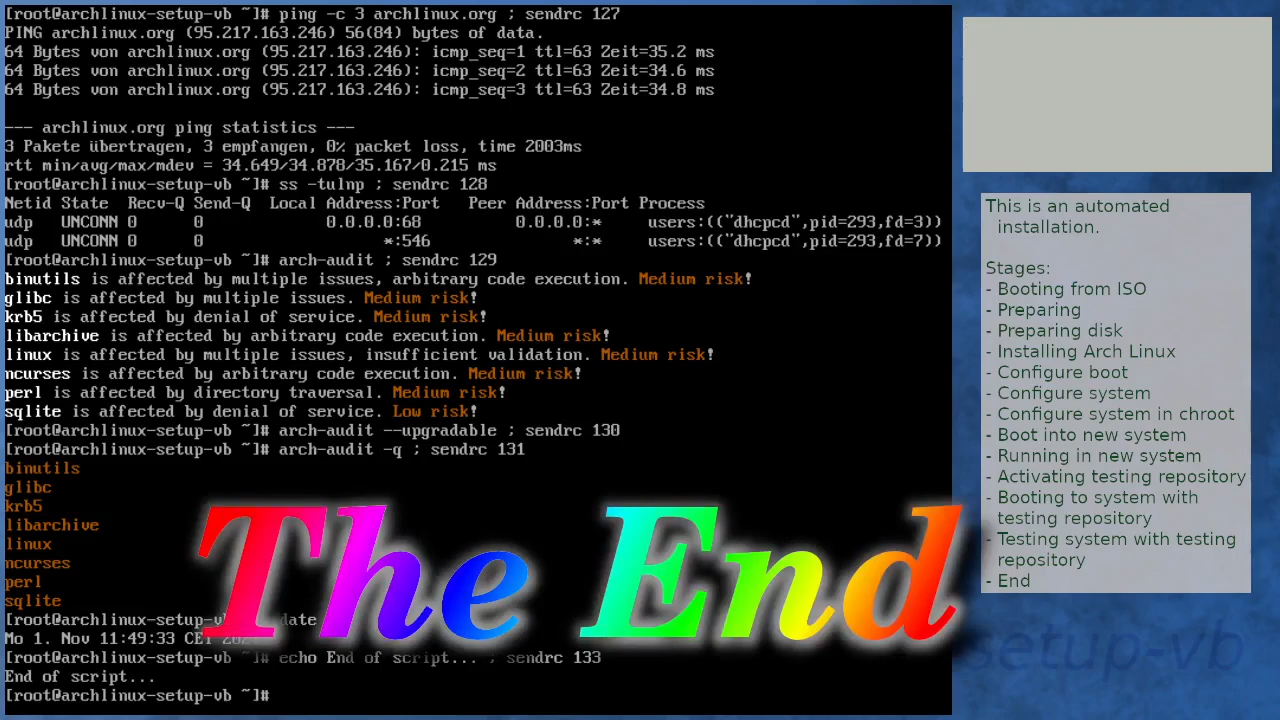 [root@archlinux-setup-vb ~]# ping -c 3 archlinux.org ; sendrc 127
PING archlinux.org (95.217.163.246) 56(84) bytes of data.
64 Bytes von archlinux.org (95.217.163.246): icmp_seq=1 ttl=63 Zeit=35.2 ms
64 Bytes von archlinux.org (95.217.163.246): icmp_seq=2 ttl=63 Zeit=34.6 ms
64 Bytes von archlinux.org (95.217.163.246): icmp_seq=3 ttl=63 Zeit=34.8 ms
--- archlinux.org ping statistics ---
3 Pakete übertragen, 3 empfangen, 0% packet loss, time 2003ms
rtt min/avg/max/mdev = 34.649/34.878/35.167/0.215 ms
[root@archlinux-setup-vb ~]# ss -tulnp ; sendrc 128
Netid State Recv-Q Send-Q Local Address:Port Peer Address:Port Process
udp UNCONN 0 0 0.0.0.0:68 0.0.0.0:* users:(("dhcpcd",pid=293,fd=3))
udp UNCONN 0 0 *:546 *:* users:(("dhcpcd",pid=293,fd=7))
[root@archlinux-setup-vb ~]# arch-audit ; sendrc 129
binutils is affected by multiple issues, arbitrary code execution. Medium risk!
glibc is affected by multiple issues. Medium risk!
krb5 is affected by denial of service. Medium risk!
libarchive is affected by arbitrary code execution. Medium risk!
linux is affected by multiple issues, insufficient validation. Medium risk!
ncurses is affected by arbitrary code execution. Medium risk!
perl is affected by directory traversal. Medium risk!
sqlite is affected by denial of service. Low risk!
[root@archlinux-setup-vb ~]# arch-audit --upgradable ; sendrc 130
[root@archlinux-setup-vb ~]# arch-audit -q ; sendrc 131
binutils
glibc
krb5
libarchive
linux
ncurses
perl
sqlite
[root@archlinux-setup-vb date
Mo 1. Nov 11:49:33 CET
[root@archlinux-setup-vb ~]# echo End of script... ; sendrc 133
End of script...
[root@archlinux-setup-vb ~]#
The End
This is an automated
installation.
Stages:
- Booting from ISO
- Preparing
- Preparing disk
- Installing Arch Linux
- Configure boot
- Configure system
- Configure system in chroot
- Boot into new system
- Running in new system
- Activating testing repository
- Booting to system with
testing repository
- Testing system with testing
repository
- End
setup-vb